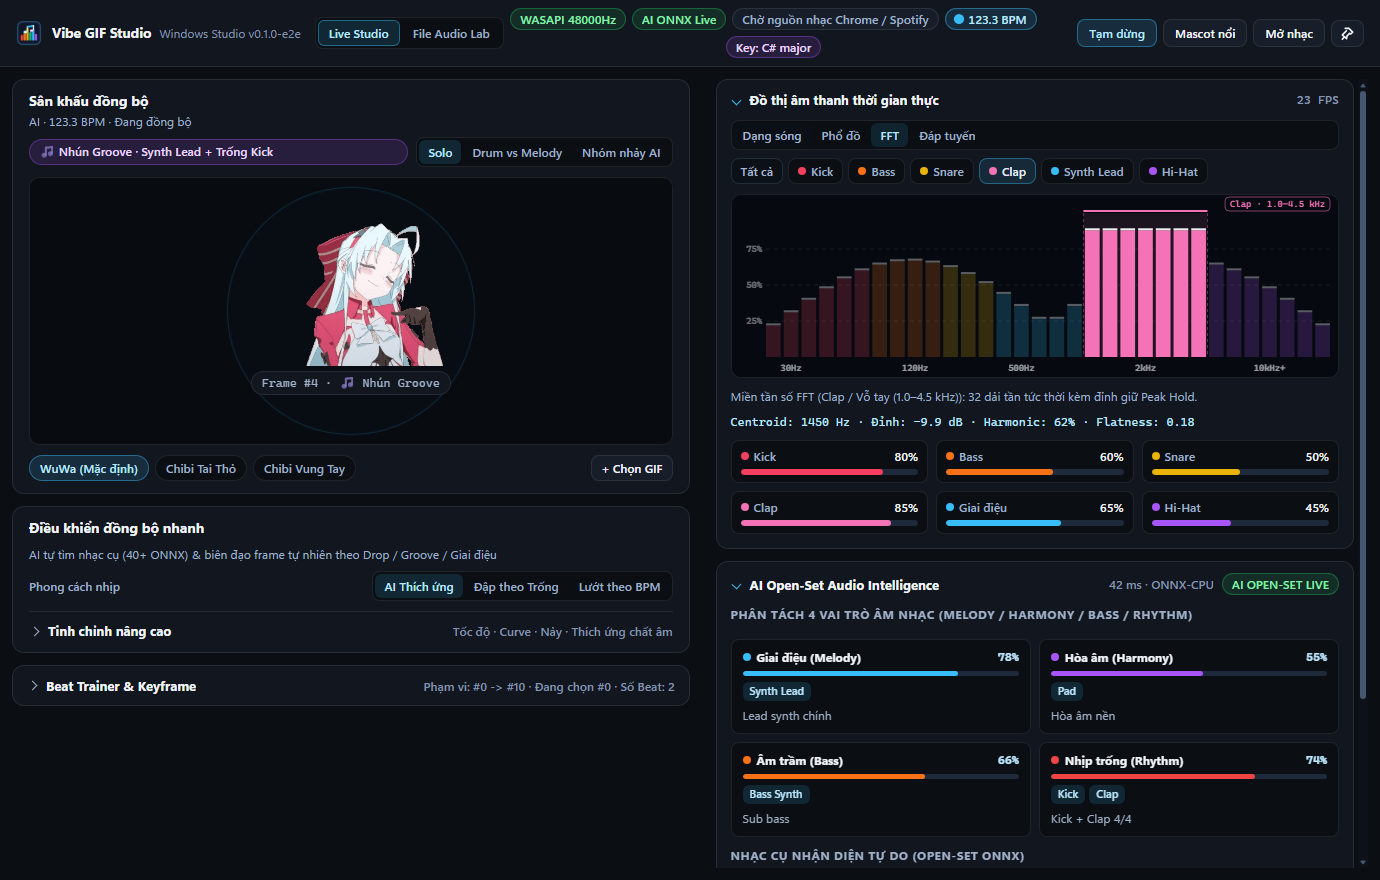 Vibe GIF Studio Windows Studio v0.1.0-e2e
Live Studio File Audio Lab
WASAPI 48000Hz AI ONNX Live Chờ nguồn nhạc Chrome / Spotify 123.3 BPM
Key: C# major
Tạm dừng Mascot nổi Mở nhạc
Sân khấu đồng bộ
AI · 123.3 BPM · Đang đồng bộ
Nhún Groove · Synth Lead + Trống Kick
Solo Drum vs Melody Nhóm nhảy AI
Frame #4 · Nhún Groove
WuWa (Mặc định) Chibi Tai Thỏ Chibi Vung Tay + Chọn GIF
Điều khiển đồng bộ nhanh
AI tự tìm nhạc cụ (40+ ONNX) & biên đạo frame tự nhiên theo Drop / Groove / Giai điệu
Phong cách nhịp AI Thích ứng Đập theo Trống Lướt theo BPM
Tinh chỉnh nâng cao Tốc độ · Curve · Nảy · Thích ứng chất âm
Beat Trainer & Keyframe Phạm vi: #0 -> #10 · Đang chọn #0 · Số Beat: 2
Đồ thị âm thanh thời gian thực 23 FPS
Dạng sóng Phổ đồ FFT Đáp tuyến
Tất cả Kick Bass Snare Clap Synth Lead Hi-Hat
Clap · 1.0–4.5 kHz
75%
50%
25%
30Hz 120Hz 500Hz 2kHz 10kHz+
Miền tần số FFT (Clap / Vỗ tay (1.0–4.5 kHz)): 32 dải tần tức thời kèm đỉnh giữ Peak Hold.
Centroid: 1450 Hz · Đỉnh: −9.9 dB · Harmonic: 62% · Flatness: 0.18
Kick 80% Bass 60% Snare 50%
Clap 85% Giai điệu 65% Hi-Hat 45%
AI Open-Set Audio Intelligence 42 ms · ONNX-CPU AI OPEN-SET LIVE
PHÂN TÁCH 4 VAI TRÒ ÂM NHẠC (MELODY / HARMONY / BASS / RHYTHM)
Giai điệu (Melody) 78% Hòa âm (Harmony) 55%
Synth Lead Pad
Lead synth chính Hòa âm nền
Âm trầm (Bass) 66% Nhịp trống (Rhythm) 74%
Bass Synth Kick Clap
Sub bass Kick + Clap 4/4
NHẠC CỤ NHẬN DIỆN TỰ DO (OPEN-SET ONNX)